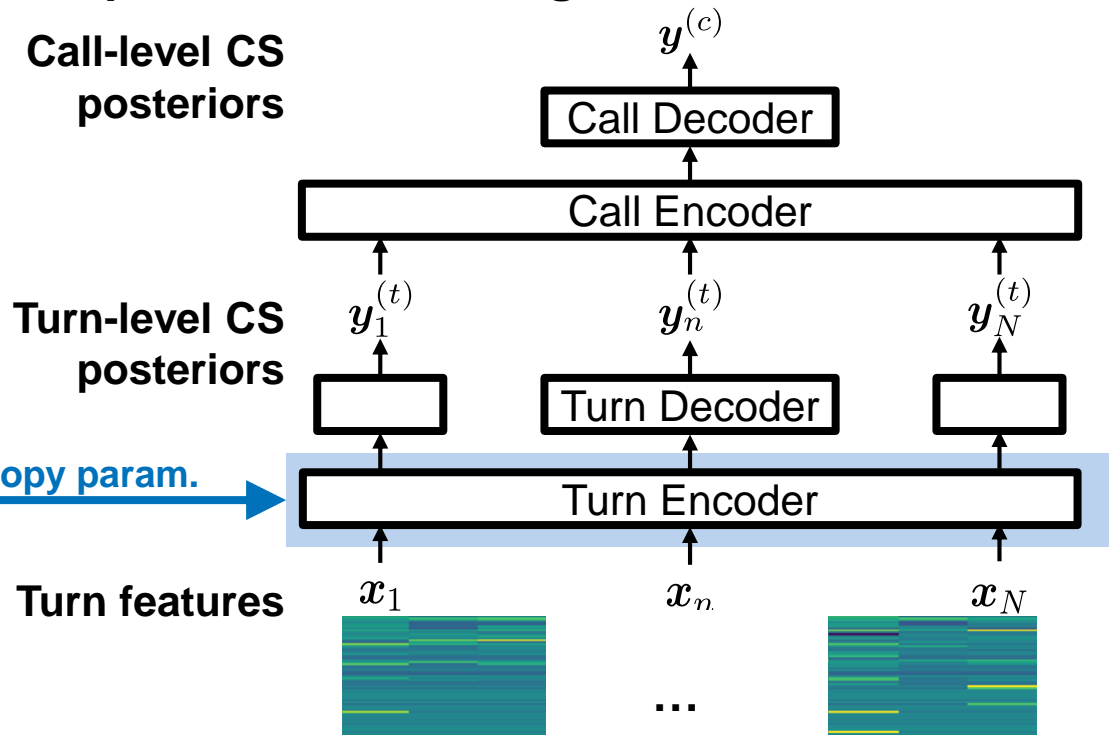 y^(c)
Call-level CS
posteriors
Call Decoder
Call Encoder
Turn-level CS
posteriors
y_1^(t)
y_n^(t)
y_N^(t)
Turn Decoder
opy param.
Turn Encoder
Turn features
x_1
x_n
x_N
...